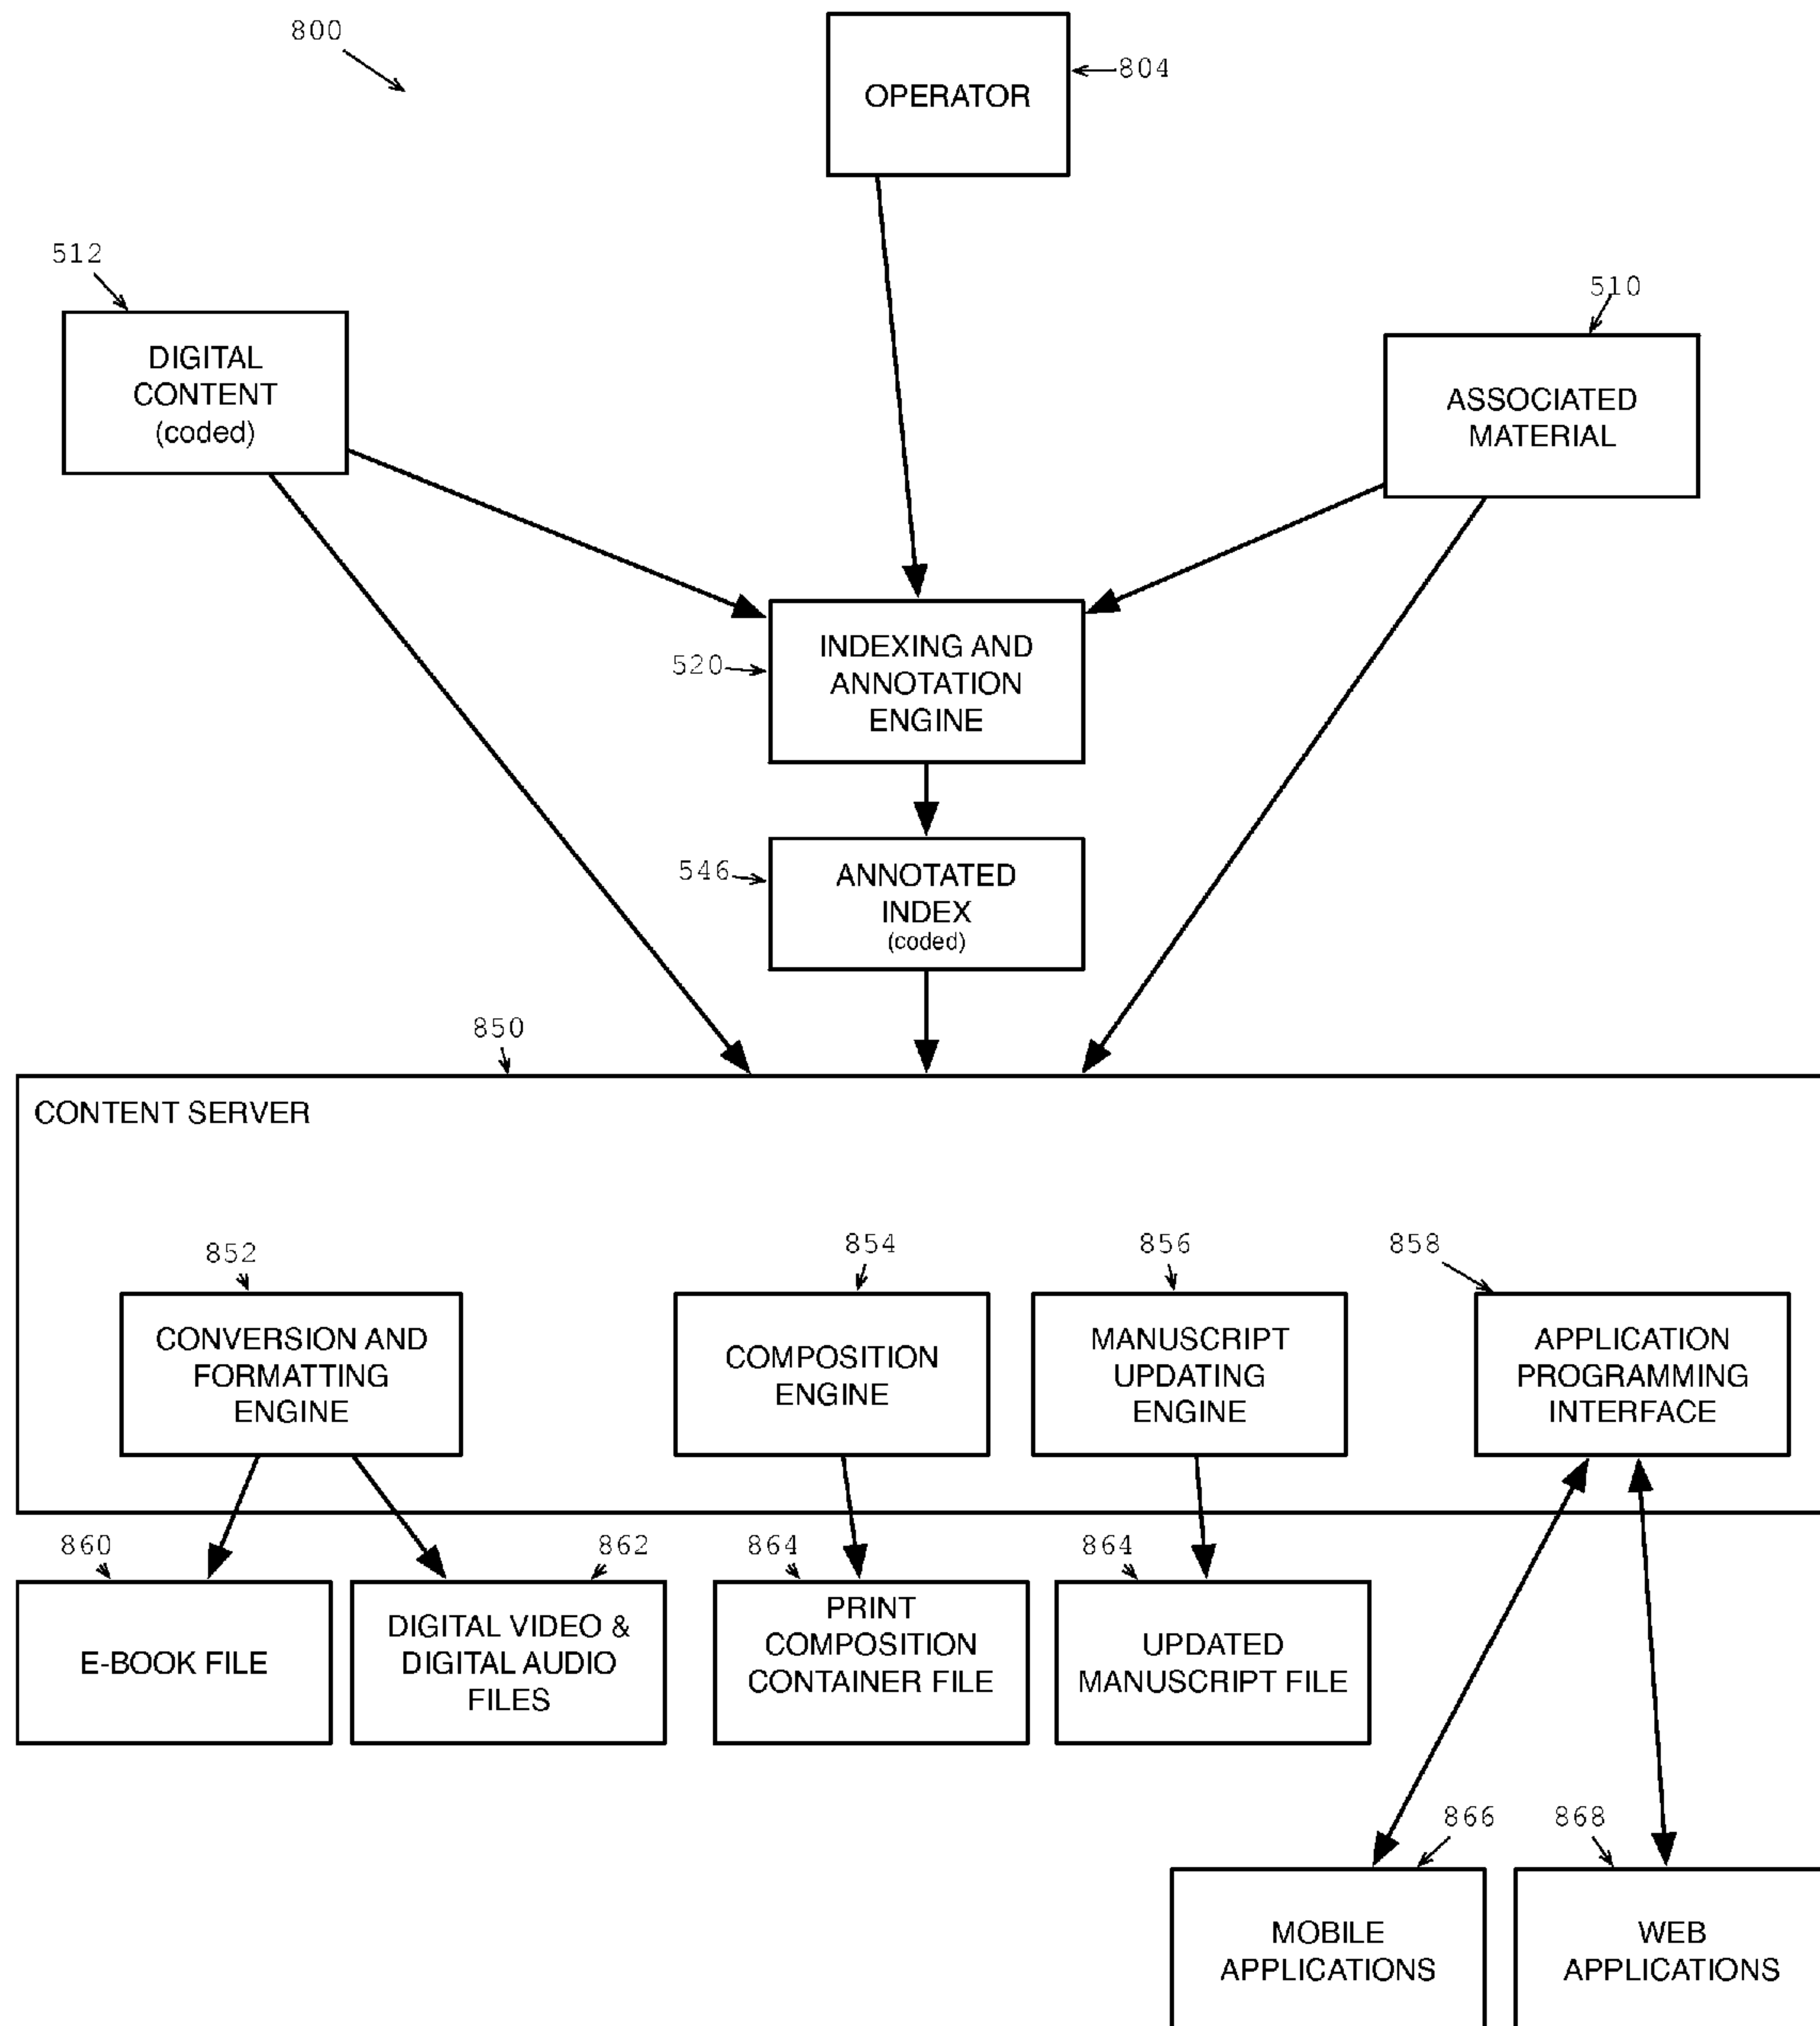 800
OPERATOR
804
512
DIGITAL
CONTENT
(coded)
510
ASSOCIATED
MATERIAL
520
INDEXING AND
ANNOTATION
ENGINE
546
ANNOTATED
INDEX
(coded)
850
CONTENT SERVER
852
CONVERSION AND
FORMATTING
ENGINE
854
COMPOSITION
ENGINE
856
MANUSCRIPT
UPDATING
ENGINE
858
APPLICATION
PROGRAMMING
INTERFACE
860
E-BOOK FILE
862
DIGITAL VIDEO &
DIGITAL AUDIO
FILES
864
PRINT
COMPOSITION
CONTAINER FILE
864
UPDATED
MANUSCRIPT FILE
866
MOBILE
APPLICATIONS
868
WEB
APPLICATIONS